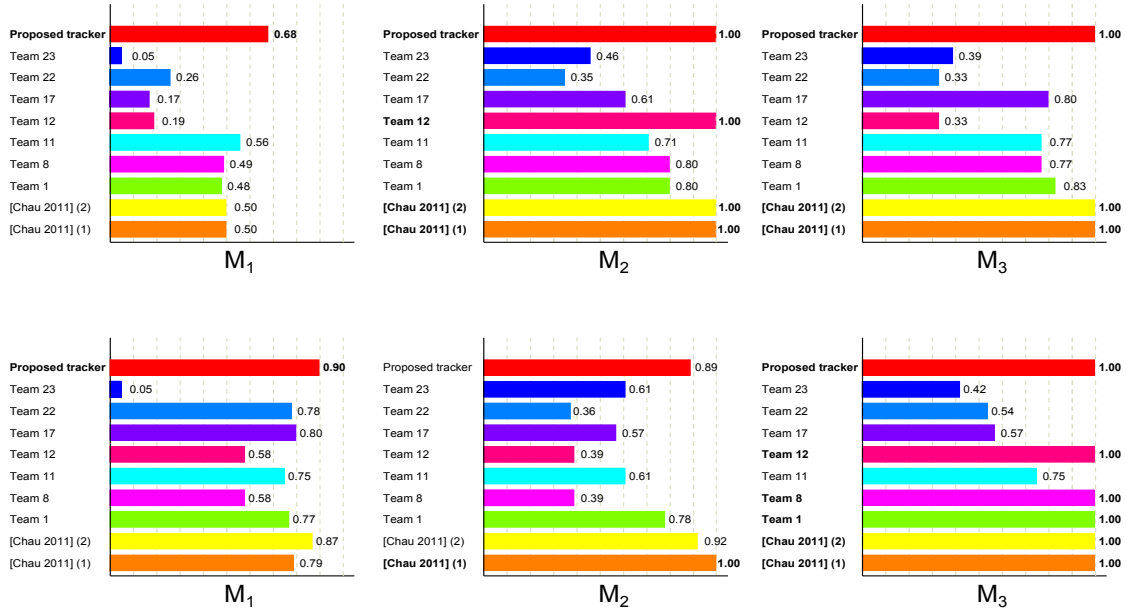 Proposed tracker 0.68
Team 23 0.05
Team 22 0.26
Team 17 0.17
Team 12 0.19
Team 11 0.56
Team 8 0.49
Team 1 0.48
[Chau 2011] (2) 0.50
[Chau 2011] (1) 0.50
M1
Proposed tracker 1.00
Team 23 0.46
Team 22 0.35
Team 17 0.61
Team 12 1.00
Team 11 0.71
Team 8 0.80
Team 1 0.80
[Chau 2011] (2) 1.00
[Chau 2011] (1) 1.00
M2
Proposed tracker 1.00
Team 23 0.39
Team 22 0.33
Team 17 0.80
Team 12 0.33
Team 11 0.77
Team 8 0.77
Team 1 0.83
[Chau 2011] (2) 1.00
[Chau 2011] (1) 1.00
M3
Proposed tracker 0.90
Team 23 0.05
Team 22 0.78
Team 17 0.80
Team 12 0.58
Team 11 0.75
Team 8 0.58
Team 1 0.77
[Chau 2011] (2) 0.87
[Chau 2011] (1) 0.79
M1
Proposed tracker 0.89
Team 23 0.61
Team 22 0.36
Team 17 0.57
Team 12 0.39
Team 11 0.61
Team 8 0.39
Team 1 0.78
[Chau 2011] (2) 0.92
[Chau 2011] (1) 1.00
M2
Proposed tracker 1.00
Team 23 0.42
Team 22 0.54
Team 17 0.57
Team 12 1.00
Team 11 0.75
Team 8 1.00
Team 1 1.00
[Chau 2011] (2) 1.00
[Chau 2011] (1) 1.00
M3